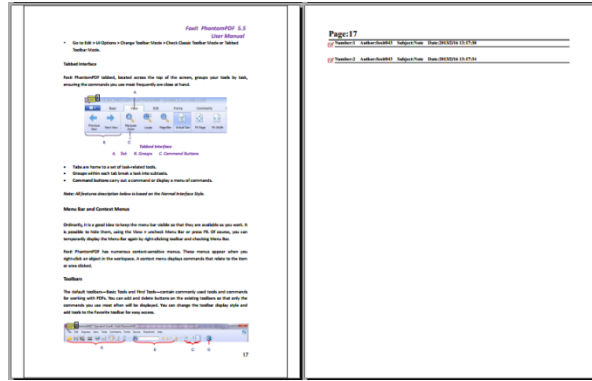 Foxit PhantomPDF 5.5
User Manual
• Go to Edit > UI Options > Change Toolbar Mode > Check Classic Toolbar Mode or Tabbed
Toolbar Mode.
Tabbed Interface
Foxit PhantomPDF tabbed, located across the top of the screen, groups your tools by task,
ensuring the commands you use most frequently are close at hand.
A
Basic View Edit Forms Comments
B C
Tabbed Interface
A. Tab B. Groups C. Command Buttons
• Tabs are home to a set of task-related tools.
• Groups within each tab break a task into subtasks.
• Command buttons carry out a command or display a menu of commands.
Note: All features description below is based on the Normal Interface Style.
Menu Bar and Context Menus
Ordinarily, it is a good idea to keep the menu bar visible so that they are available as you work. It
is possible to hide them, using the View > uncheck Menu Bar or press F9. Of course, you can
temporarily display the Menu Bar again by right-clicking toolbar and checking Menu Bar.
Foxit PhantomPDF has numerous context-sensitive menus. These menus appear when you
right-click an object in the workspace. A context menu displays commands that relate to the item
or area clicked.
Toolbars
The default toolbars—Basic Tools and Find Tools—contain commonly used tools and commands
for working with PDFs. You can add and delete buttons on the existing toolbars so that only the
commands you use most often will be displayed. You can change the toolbar display style and
add tools to the Favorite toolbar for easy access.
A B C D
17
Page:17
Number:1 Author:foxit943 Subject:Note Date:2013/2/16 13:17:30
Number:2 Author:foxit943 Subject:Note Date:2013/2/16 13:17:34